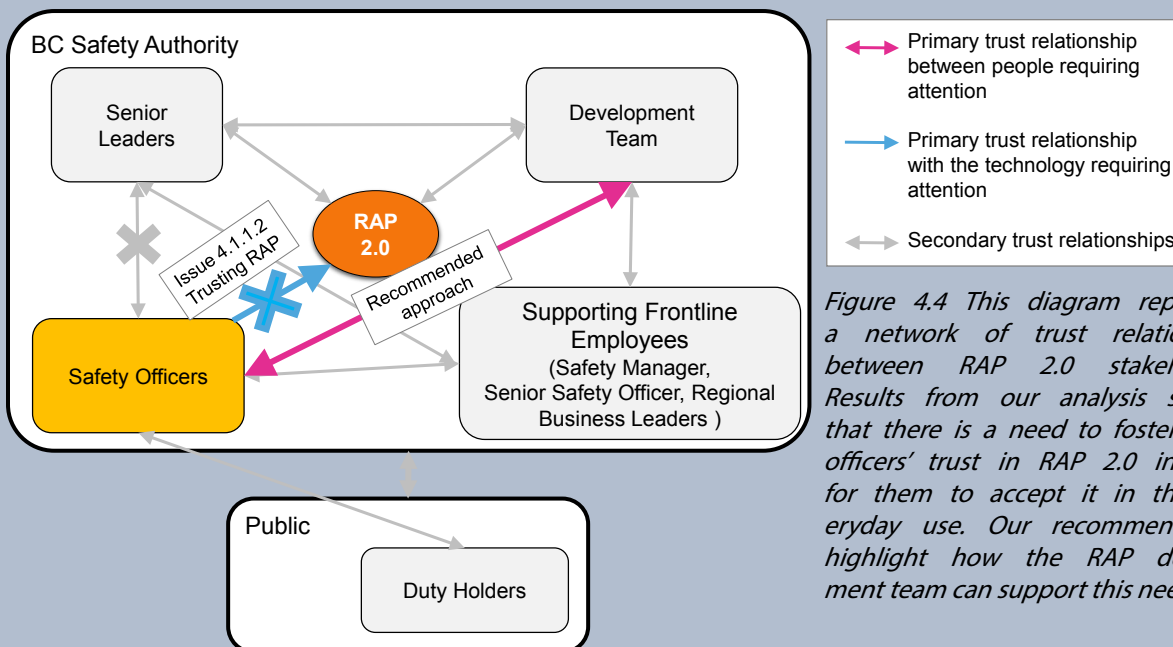 BC Safety Authority
Senior
Leaders
Development
Team
RAP
2.0
Issue 4.1.1.2
Trusting RAP
Recommended
approach
Safety Officers
Supporting Frontline
Employees
(Safety Manager,
Senior Safety Officer, Regional
Business Leaders )
Public
Duty Holders
Primary trust relationship
between people requiring
attention
Primary trust relationship
with the technology requiring
attention
Secondary trust relationships
Figure 4.4 This diagram rep
a network of trust relatio
between RAP 2.0 stakel
Results from our analysis s
that there is a need to foster
officers' trust in RAP 2.0 in
for them to accept it in th
eryday use. Our recommen
highlight how the RAP d
ment team can support this nee